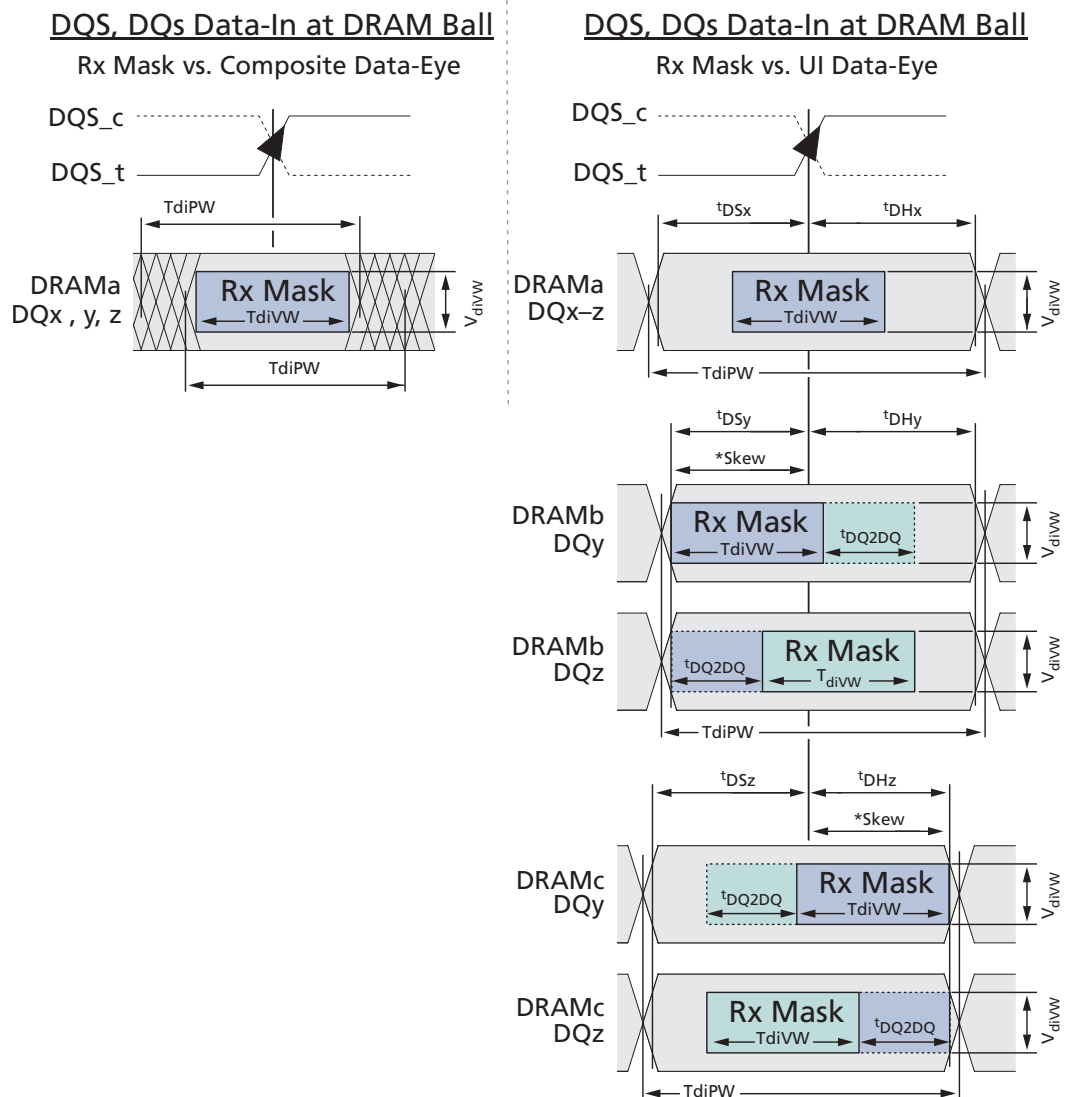 DQS, DQs Data-In at DRAM Ball
Rx Mask vs. Composite Data-Eye
DQS_c
DQS_t
TdiPW
DRAMa
DQx , y, z
Rx Mask
TdiVW
VdiVW
TdiPW
DQS, DQs Data-In at DRAM Ball
Rx Mask vs. UI Data-Eye
DQS_c
DQS_t
tDSx tDHx
DRAMa
DQx–z
Rx Mask
TdiVW
VdiVW
TdiPW
tDSy tDHy
*Skew
DRAMb
DQy
Rx Mask
TdiVW
tDQ2DQ
VdiVW
DRAMb
DQz
tDQ2DQ
Rx Mask
TdiVW
VdiVW
TdiPW
tDSz tDHz
*Skew
DRAMc
DQy
tDQ2DQ
Rx Mask
TdiVW
VdiVW
DRAMc
DQz
Rx Mask
TdiVW
tDQ2DQ
VdiVW
TdiPW